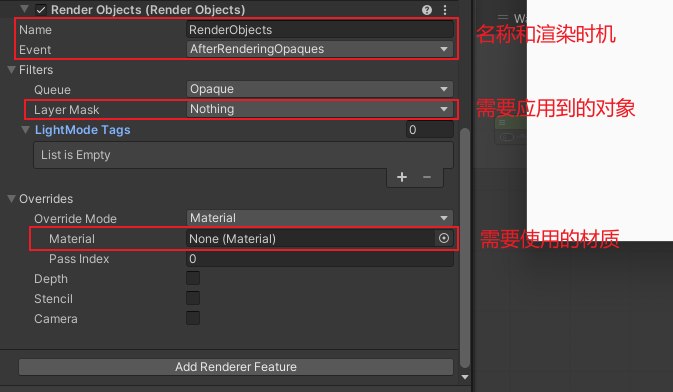 Render Objects (Render Objects)
Name RenderObjects 名称和渲染时机
Event AfterRenderingOpaques
Filters
Queue Opaque
Layer Mask Nothing 需要应用到的对象
LightMode Tags 0
List is Empty
+ −
Overrides
Override Mode Material
Material None (Material) 需要使用的材质
Pass Index 0
Depth
Stencil
Camera
Add Renderer Feature